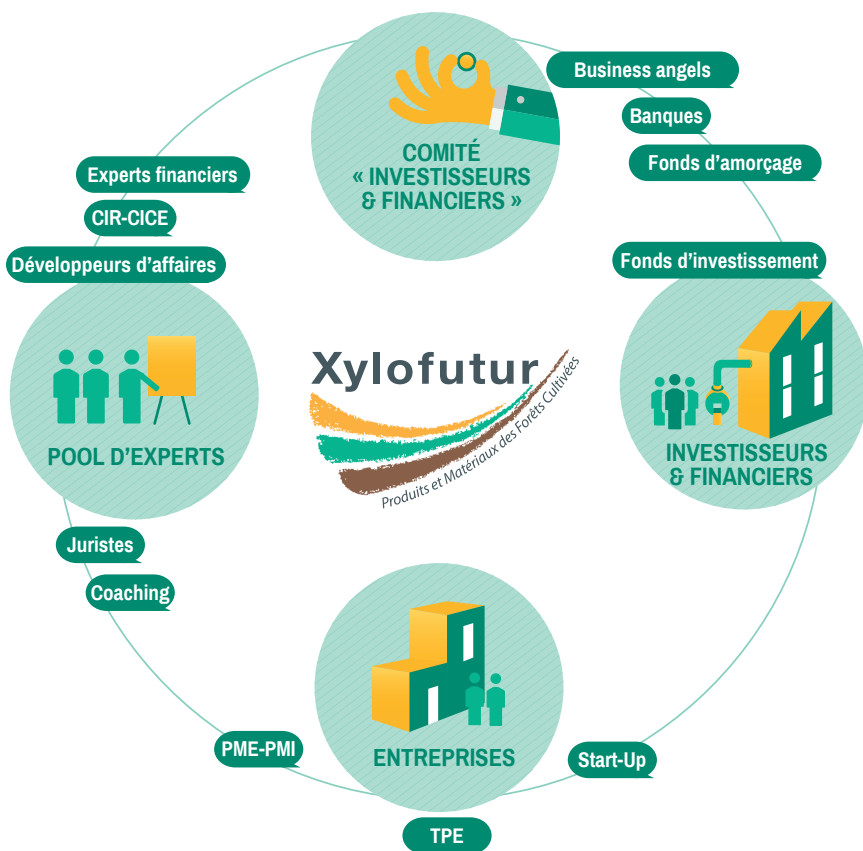 Business angels
COMITÉ
« INVESTISSEURS
& FINANCIERS »
Banques
Fonds d'amorçage
Experts financiers
CIR-CICE
Développeurs d'affaires
Fonds d'investissement
Xylofutur
Produits et Matériaux des Forêts Cultivées
POOL D'EXPERTS
INVESTISSEURS
& FINANCIERS
Juristes
Coaching
PME-PMI
ENTREPRISES
Start-Up
TPE